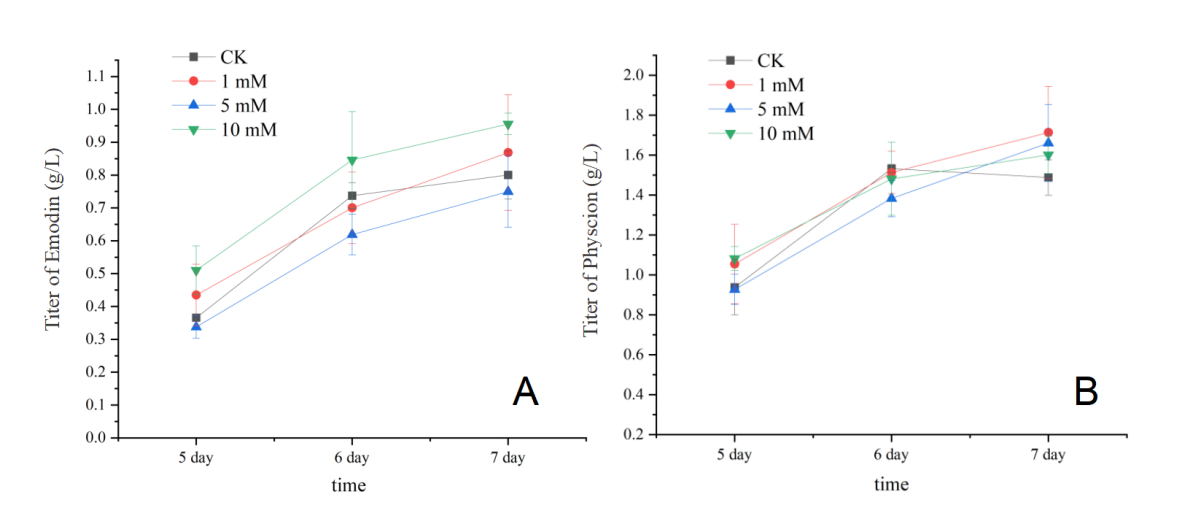 CK
1 mM
5 mM
10 mM
Titer of Emodin (g/L)
1.1
1.0
0.9
0.8
0.7
0.6
0.5
0.4
0.3
0.2
0.1
0.0
5 day
6 day
7 day
time
A
CK
1 mM
5 mM
10 mM
Titer of Physcion (g/L)
2.0
1.8
1.6
1.4
1.2
1.0
0.8
0.6
0.4
0.2
5 day
6 day
7 day
time
B